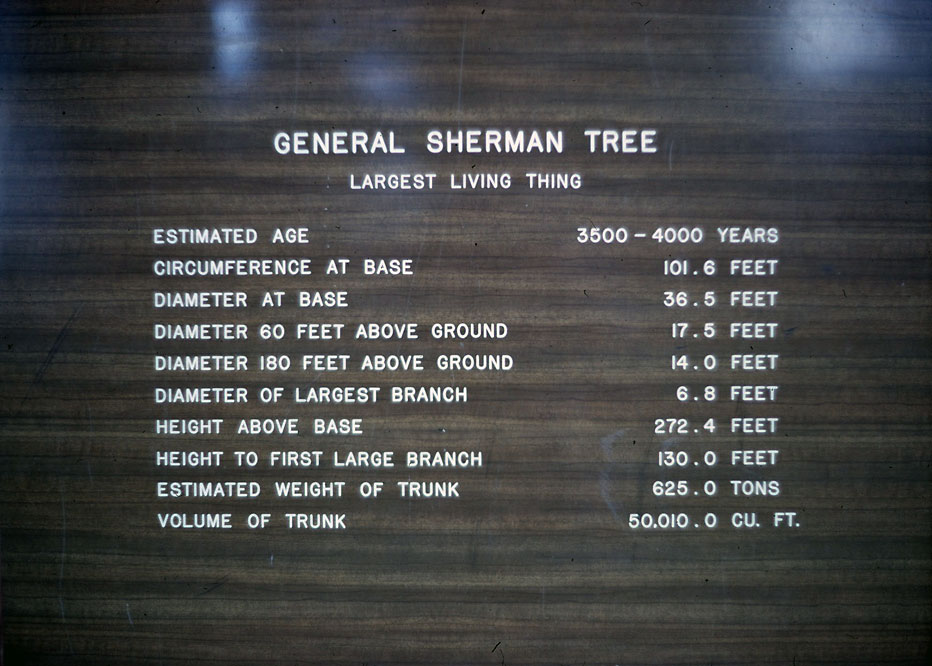 GENERAL SHERMAN TREE
LARGEST LIVING THING
ESTIMATED AGE 3500-4000 YEARS
CIRCUMFERENCE AT BASE 101.6 FEET
DIAMETER AT BASE 36.5 FEET
DIAMETER 60 FEET ABOVE GROUND 17.5 FEET
DIAMETER 180 FEET ABOVE GROUND 14.0 FEET
DIAMETER OF LARGEST BRANCH 6.8 FEET
HEIGHT ABOVE BASE 272.4 FEET
HEIGHT TO FIRST LARGE BRANCH 130.0 FEET
ESTIMATED WEIGHT OF TRUNK 625.0 TONS
VOLUME OF TRUNK 50.010.0 CU. FT.